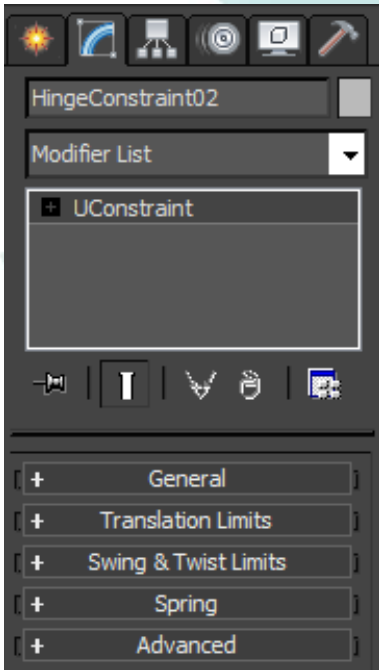 HingeConstraint02
Modifier List
UConstraint
General
Translation Limits
Swing & Twist Limits
Spring
Advanced